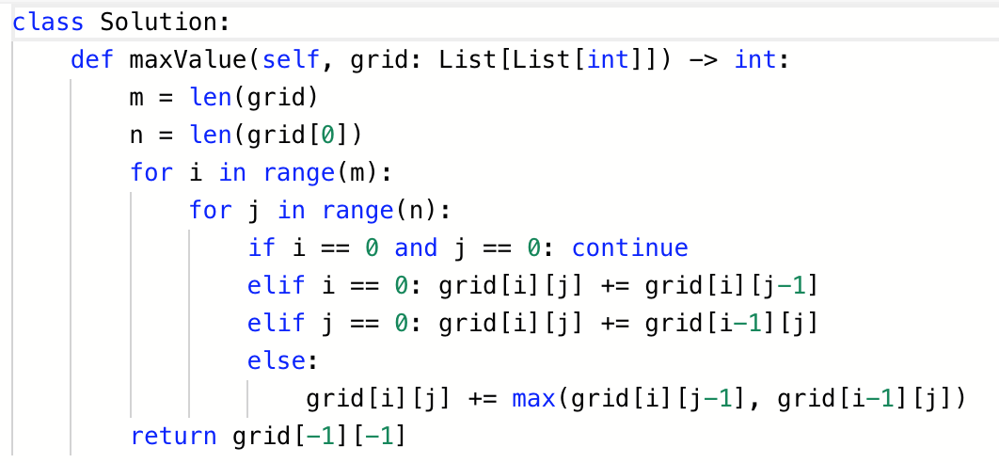 class Solution:
    def maxValue(self, grid: List[List[int]]) -> int:
        m = len(grid)
        n = len(grid[0])
        for i in range(m):
            for j in range(n):
                if i == 0 and j == 0: continue
                elif i == 0: grid[i][j] += grid[i][j-1]
                elif j == 0: grid[i][j] += grid[i-1][j]
                else:
                    grid[i][j] += max(grid[i][j-1], grid[i-1][j])
        return grid[-1][-1]